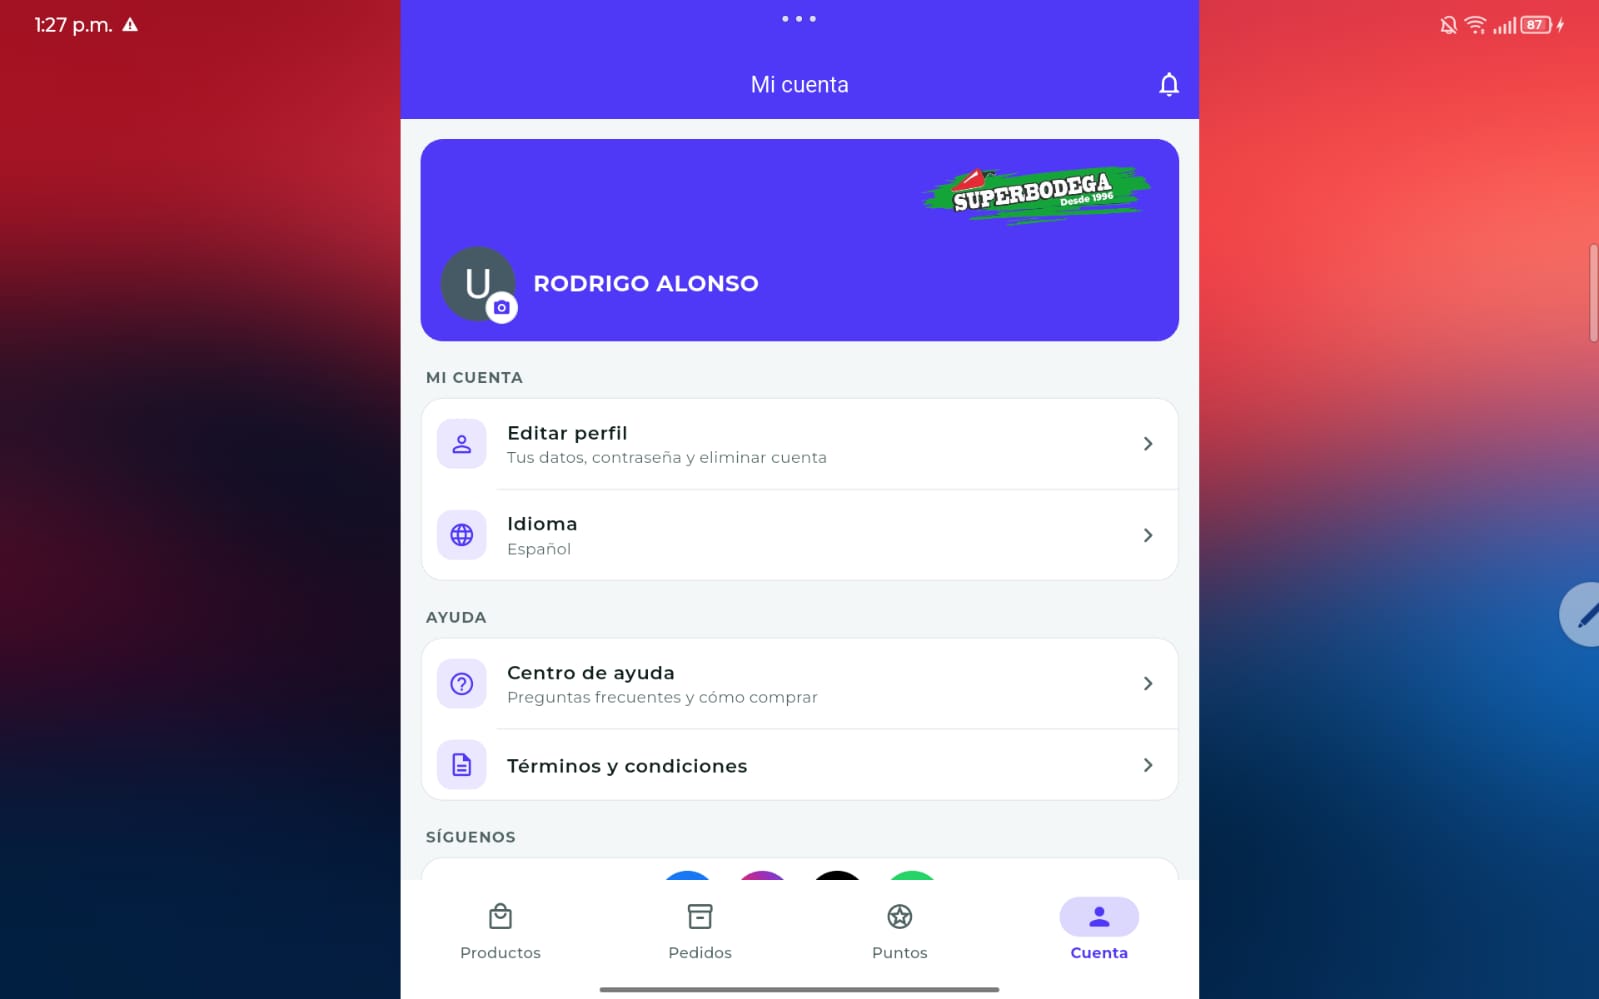 1:27 p.m.
87
Mi cuenta
SUPERBODEGA
Desde 1996
U
RODRIGO ALONSO
MI CUENTA
Editar perfil
Tus datos, contraseña y eliminar cuenta
Idioma
Español
AYUDA
Centro de ayuda
Preguntas frecuentes y cómo comprar
Términos y condiciones
SÍGUENOS
Productos
Pedidos
Puntos
Cuenta